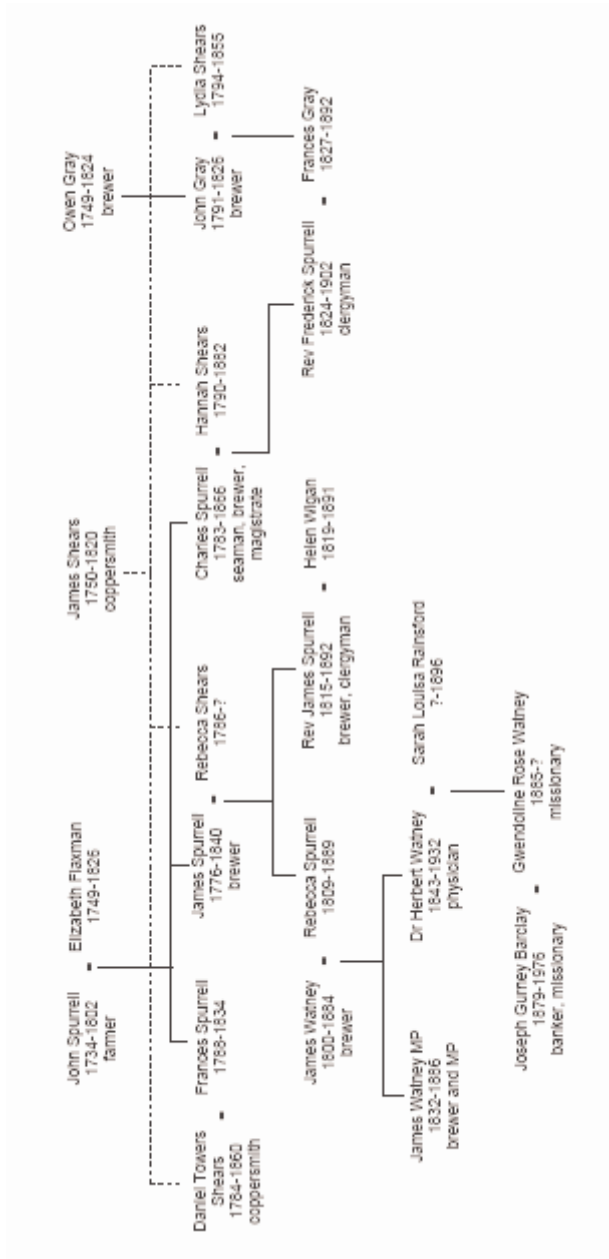 John Spurrell
1734-1802
farmer
Elizabeth Flaxman
1749-1826
James Shears
1750-1820
coppersmith
Owen Gray
1749-1824
brewer
Daniel Towers
Shears
1784-1860
coppersmith
=
Frances Spurrell
1788-1834
James Spurrell
1776-1840
brewer
=
Rebecca Shears
1786-?
Charles Spurrell
1783-1866
seaman, brewer,
magistrate
=
Hannah Shears
1790-1882
John Gray
1791-1826
brewer
=
Lydia Shears
1794-1855
James Watney
1800-1884
brewer
=
Rebecca Spurrell
1809-1889
Rev James Spurrell
1815-1892
brewer, clergyman
=
Helen Wigan
1819-1891
Rev Frederick Spurrell
1824-1902
clergyman
=
Frances Gray
1827-1892
James Watney MP
1832-1886
brewer and MP
Dr Herbert Watney
1843-1932
physician
=
Sarah Louisa Rainsford
?-1896
Joseph Gurney Barclay
1879-1976
banker, missionary
=
Gwendoline Rose Watney
1885-?
missionary